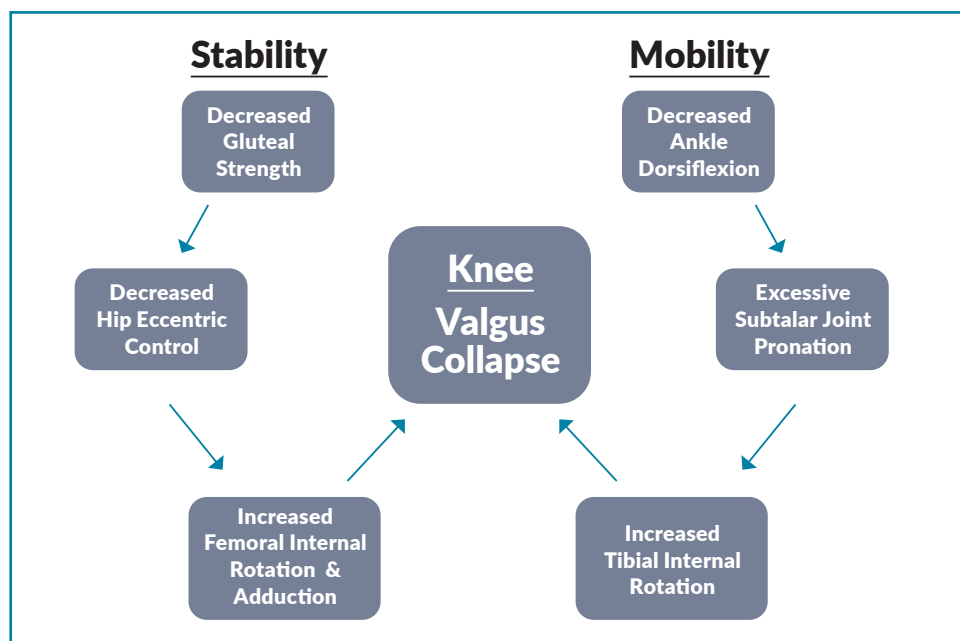 Stability
Decreased
Gluteal
Strength
Decreased
Hip Eccentric
Control
Increased
Femoral Internal
Rotation &
Adduction
Knee
Valgus
Collapse
Mobility
Decreased
Ankle
Dorsiflexion
Excessive
Subtalar Joint
Pronation
Increased
Tibial Internal
Rotation